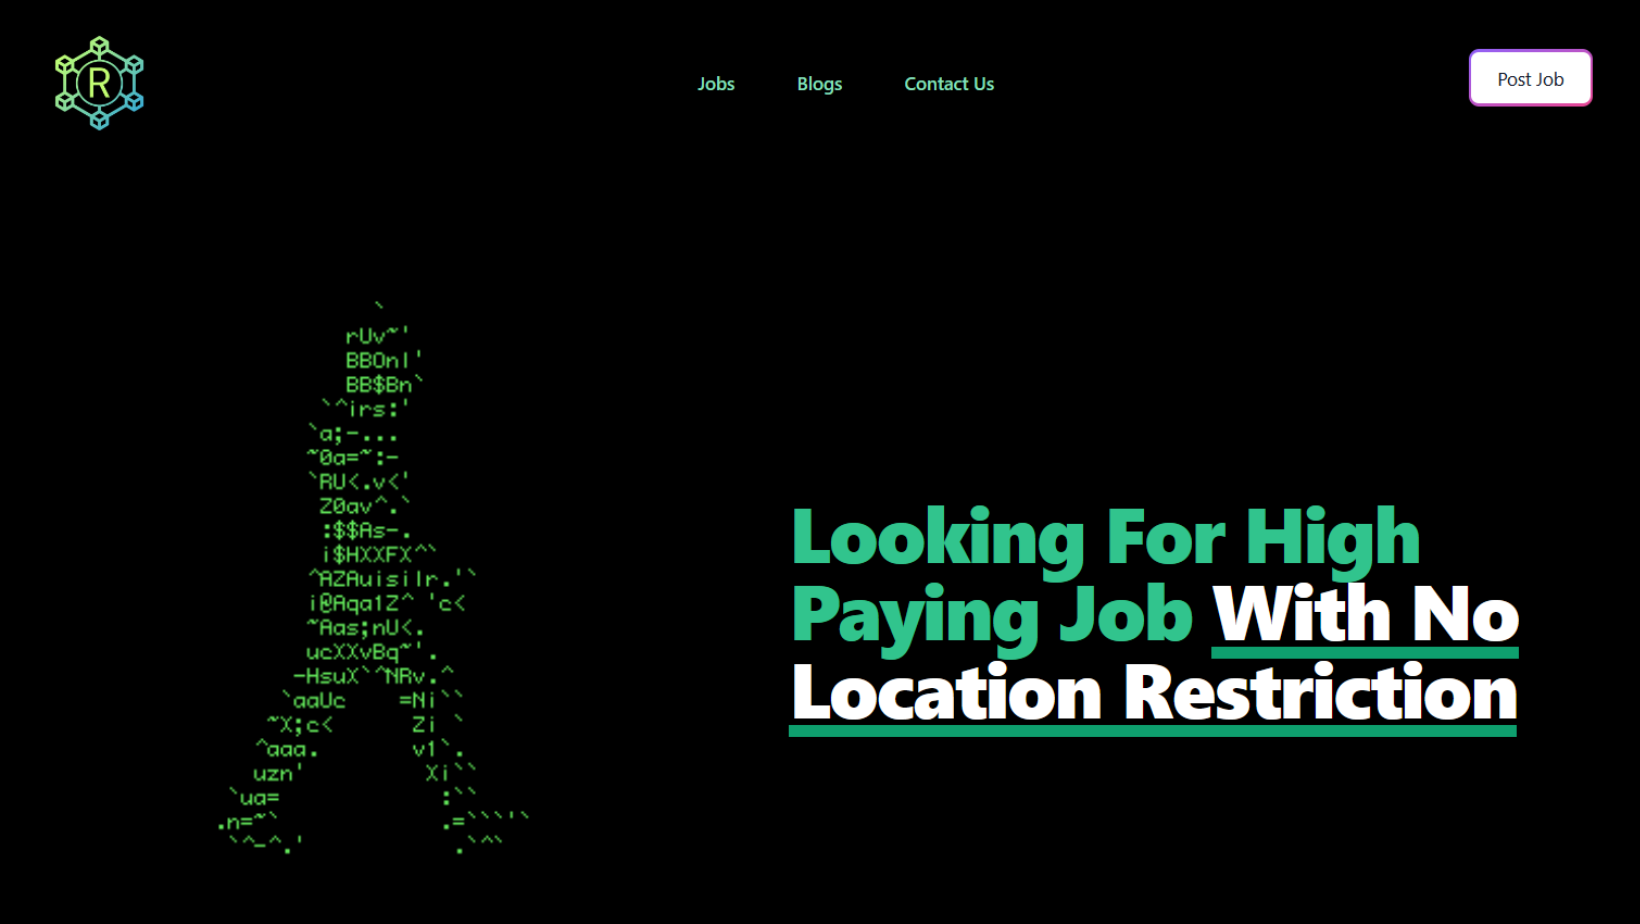 R
Jobs
Blogs
Contact Us
Post Job
`
rUv~'
BBOnl'
BB$Bn`
`^irs:'
`a;-...
~0a=~:-
`RU<.v<'
Z0av^.`
:$$As-.
i$HXXFX^``
^AZAuisilr.'`
i@Aqa1Z^ 'c<
~Aas;nU<.
ucXXvBq~'.
-HsuX``^NRv.^
`aaUc    =Ni``
~X;c<      Zi `
^aaa.       v1`.
uzn'         Xi``
`ua=            :``
.n=~`            .=```'`
`^-^.'           .`^`
Looking For High
Paying Job With No
Location Restriction